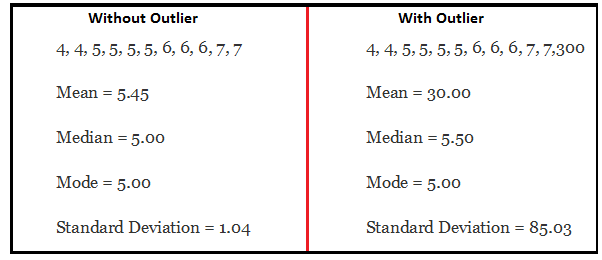 Without Outlier
4, 4, 5, 5, 5, 5, 6, 6, 6, 7, 7
Mean = 5.45
Median = 5.00
Mode = 5.00
Standard Deviation = 1.04
With Outlier
4, 4, 5, 5, 5, 5, 6, 6, 6, 7, 7,300
Mean = 30.00
Median = 5.50
Mode = 5.00
Standard Deviation = 85.03